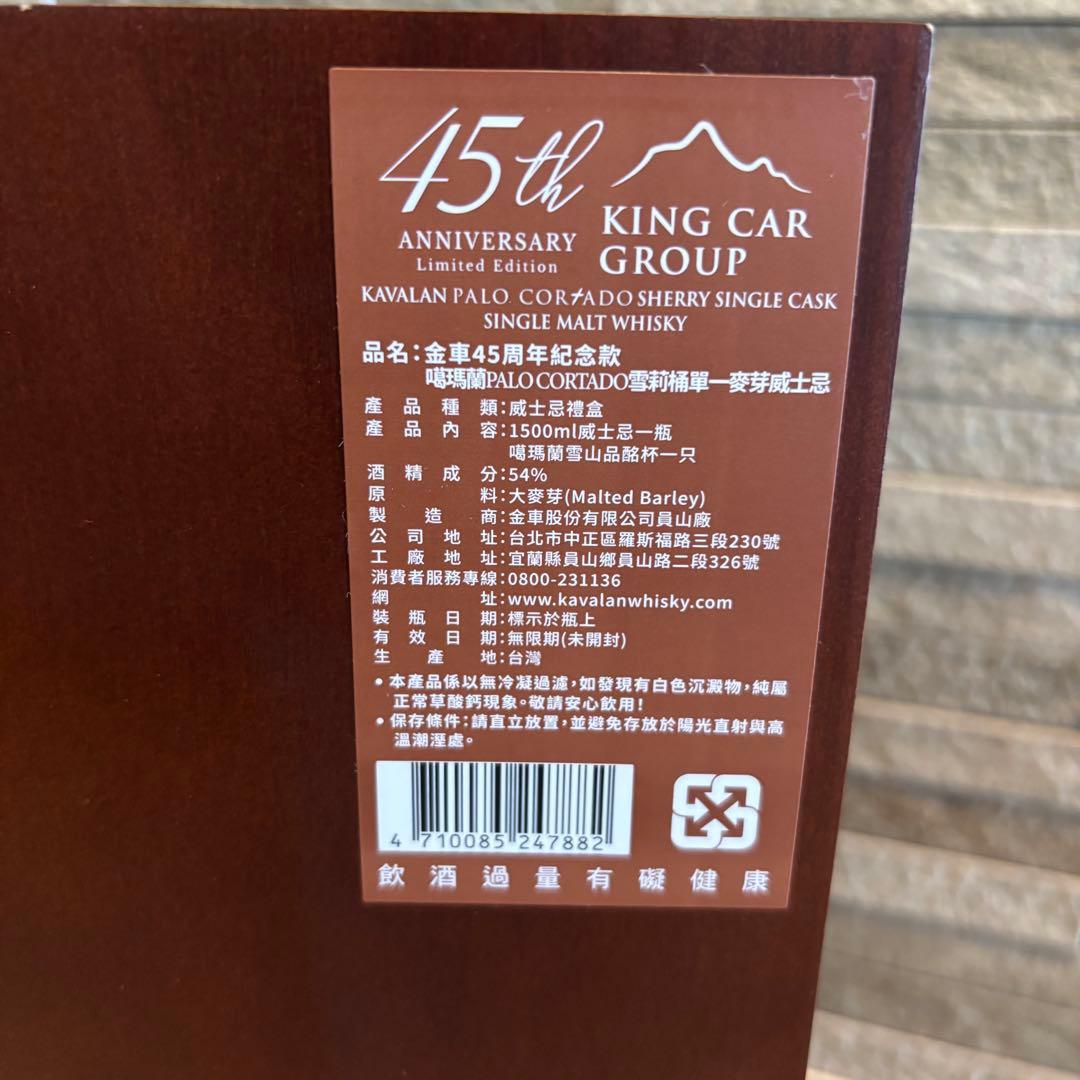 45th
ANNIVERSARY
Limited Edition
KING CAR
GROUP
KAVALAN PALO CORTADO SHERRY SINGLE CASK
SINGLE MALT WHISKY
品名：金車45周年紀念款
噶瑪蘭PALO CORTADO雪莉桶單一麥芽威士忌
產品種類：威士忌禮盒
產品內容：1500ml威士忌一瓶
噶瑪蘭雪山品酩杯一只
酒精成分：54%
原料：大麥芽(Malted Barley)
製造商：金車股份有限公司員山廠
公司地址：台北市中正區羅斯福路三段230號
工廠地址：宜蘭縣員山鄉員山路二段326號
消費者服務專線：0800-231136
網址：www.kavalanwhisky.com
裝瓶日期：標示於瓶上
有效日期：無限期(未開封)
生產地：台灣
• 本產品係以無冷凝過濾，如發現有白色沉澱物，純屬
正常草酸鈣現象。敬請安心飲用！
• 保存條件：請直立放置，並避免存放於陽光直射與高
溫潮溼處。
4 710085 247882
飲酒過量有礙健康